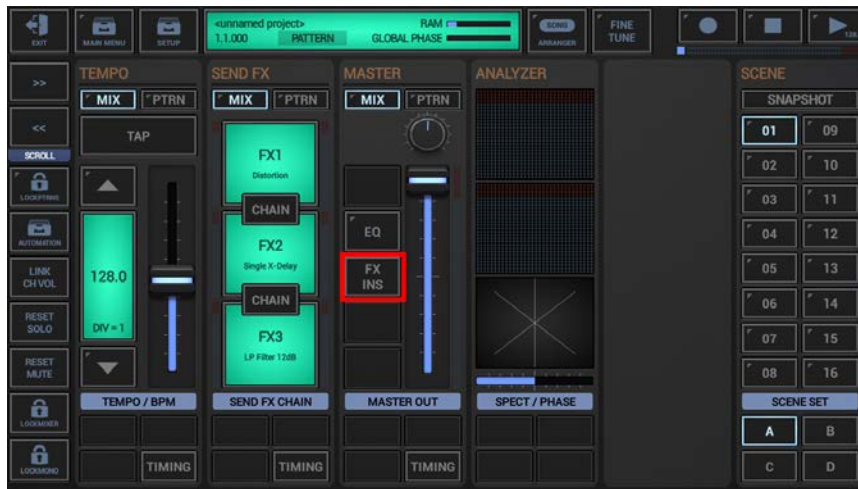 EXIT
MAIN MENU
SETUP
<unnamed project>
RAM
1.1.000
PATTERN
GLOBAL PHASE
SONG
ARRANGER
FINE
TUNE
128
>>
<<
SCROLL
LOCKPTRNS
AUTOMATION
LINK
CH VOL
RESET
SOLO
RESET
MUTE
LOCKMIXER
LOCKMONO
TEMPO
MIX
PTRN
TAP
128.0
DIV = 1
TEMPO / BPM
TIMING
SEND FX
MIX
PTRN
FX1
Distortion
CHAIN
FX2
Single X-Delay
CHAIN
FX3
LP Filter 12dB
SEND FX CHAIN
TIMING
MASTER
MIX
PTRN
EQ
FX
INS
MASTER OUT
TIMING
ANALYZER
SPECT / PHASE
SCENE
SNAPSHOT
01 09
02 10
03 11
04 12
05 13
06 14
07 15
08 16
SCENE SET
A B
C D